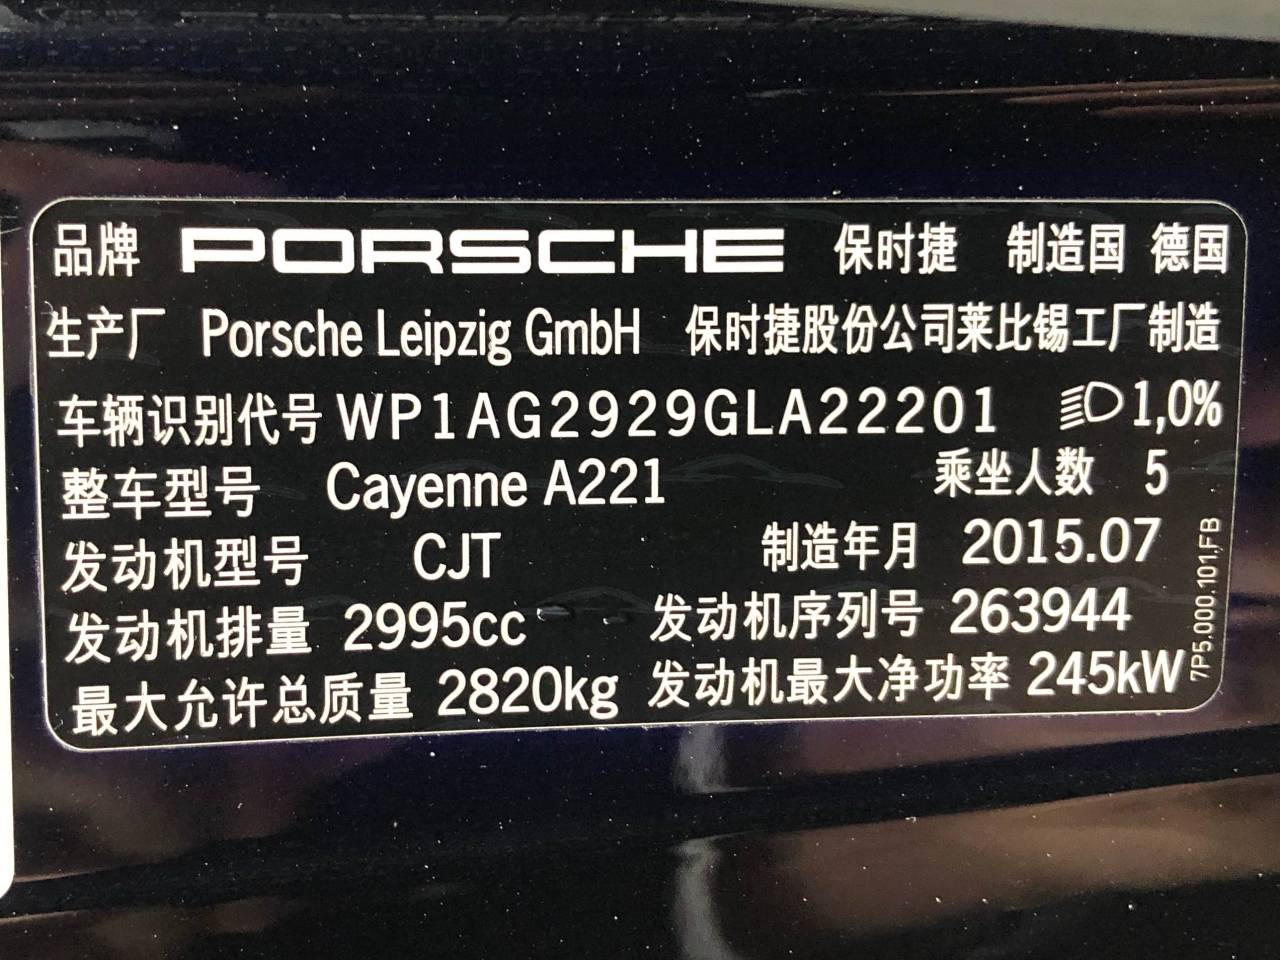 品牌 PORSCHE 保时捷 制造国 德国
生产厂 Porsche Leipzig GmbH 保时捷股份公司莱比锡工厂制造
车辆识别代号 WP1AG2929GLA22201 1,0%
整车型号 Cayenne A221 乘坐人数 5
发动机型号 CJT 制造年月 2015.07
发动机排量 2995cc 发动机序列号 263944
最大允许总质量 2820kg 发动机最大净功率 245kW
7P5.000.101.FB